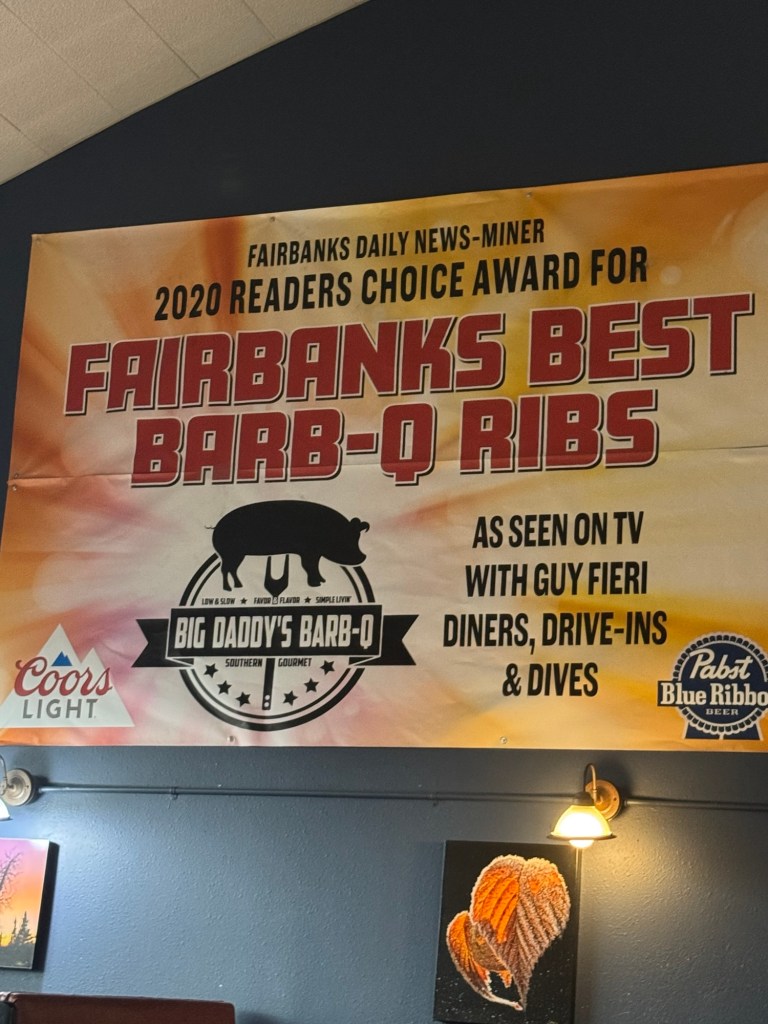 FAIRBANKS DAILY NEWS-MINER
2020 READERS CHOICE AWARD FOR
FAIRBANKS BEST
BARB-Q RIBS
LOW & SLOW ★ FAVOR & FLAVOR ★ SIMPLE LIVIN'
BIG DADDY'S BARB-Q
SOUTHERN GOURMET
AS SEEN ON TV
WITH GUY FIERI
DINERS, DRIVE-INS
& DIVES
Coors
LIGHT
Pabst
Blue Ribbo
BEER